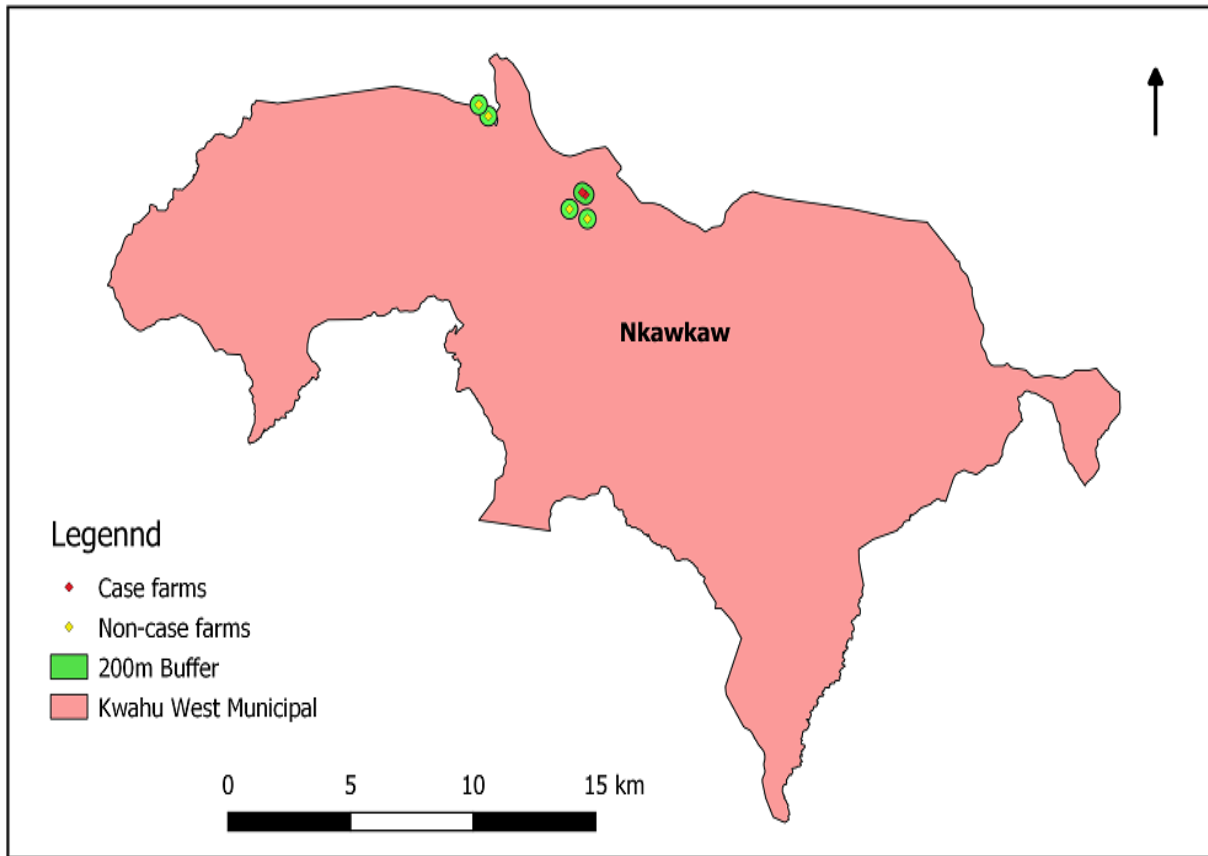 Nkawkaw
Legennd
Case farms
Non-case farms
200m Buffer
Kwahu West Municipal
0 5 10 15 km